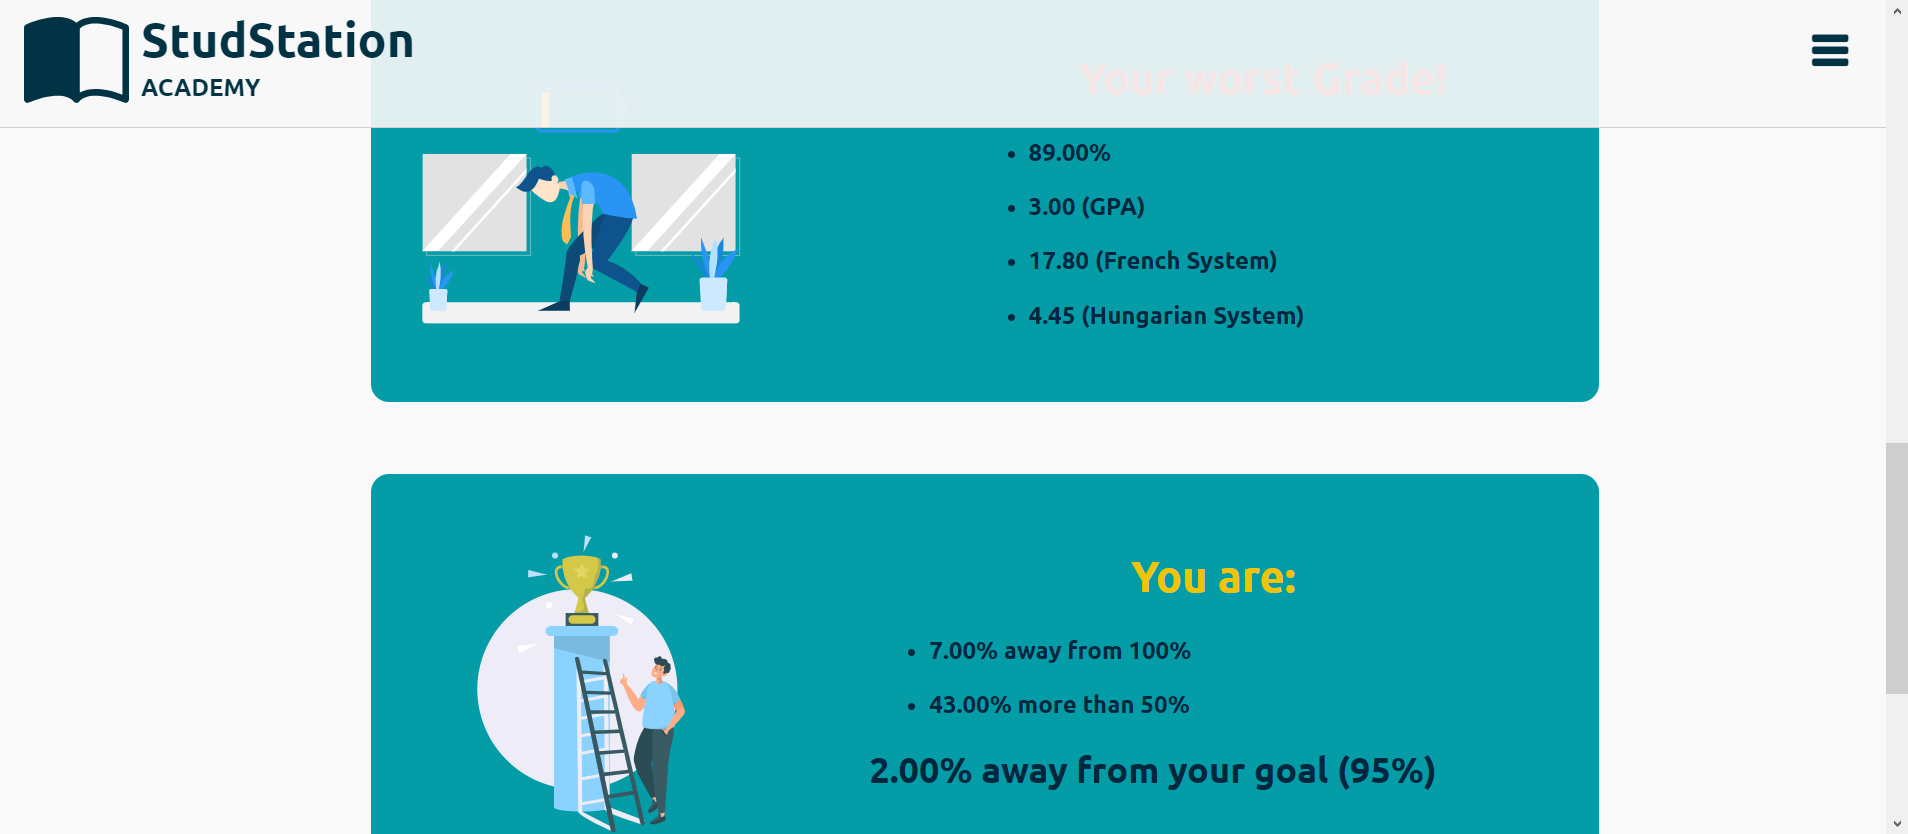 StudStation
ACADEMY
Your worst Grade!
• 89.00%
• 3.00 (GPA)
• 17.80 (French System)
• 4.45 (Hungarian System)
You are:
• 7.00% away from 100%
• 43.00% more than 50%
2.00% away from your goal (95%)